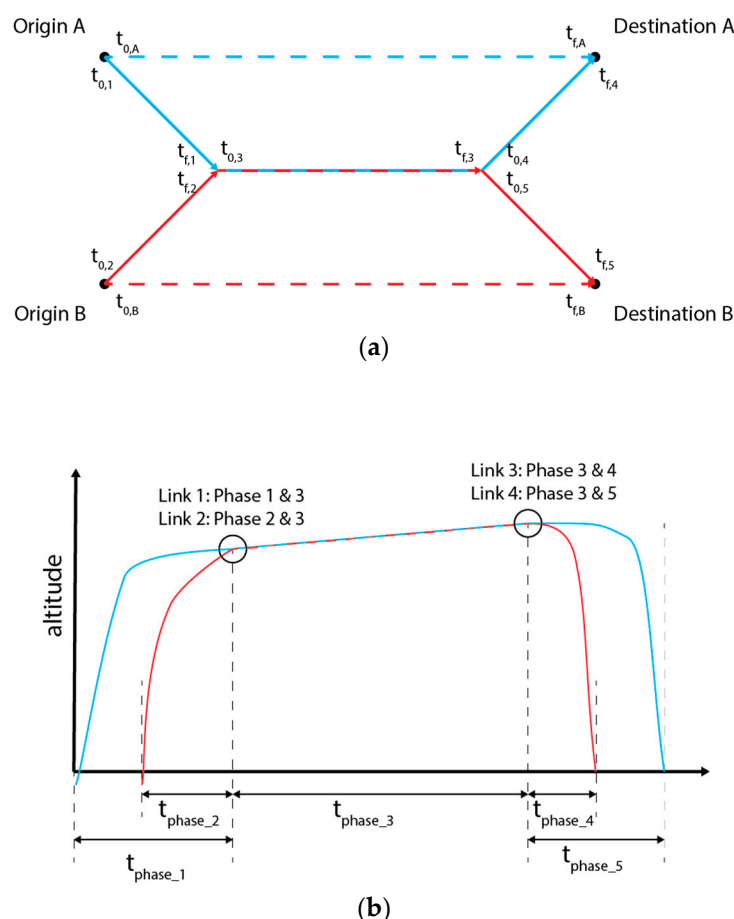 Origin A
t0,A
tf,A
Destination A
t0,1
tf,4
tf,1
t0,3
tf,3
t0,4
tf,2
t0,5
t0,2
tf,5
Origin B
t0,B
tf,B
Destination B
(a)
Link 1: Phase 1 & 3
Link 2: Phase 2 & 3
Link 3: Phase 3 & 4
Link 4: Phase 3 & 5
altitude
tphase_2
tphase_3
tphase_4
tphase_1
tphase_5
(b)